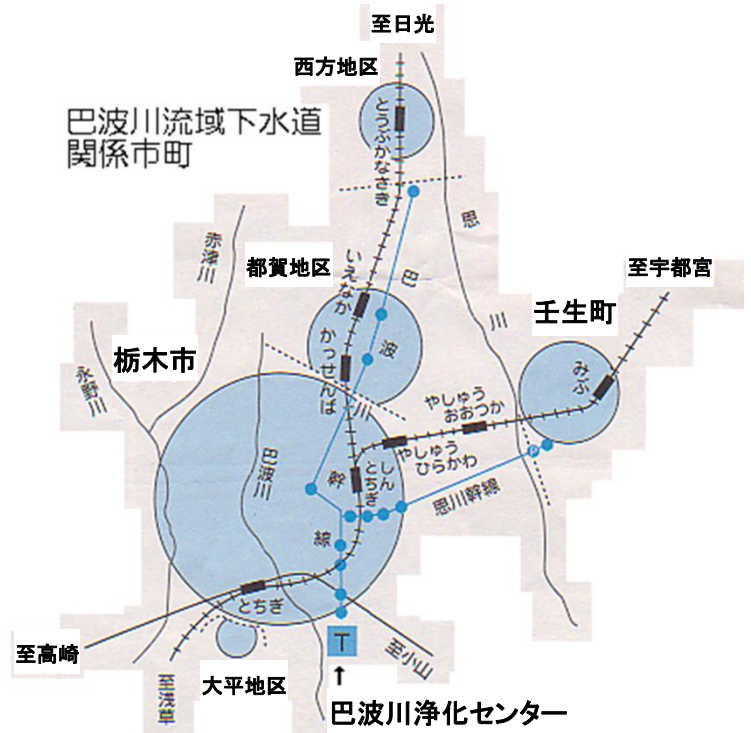 至日光
西方地区
巴波川流域下水道
関係市町
とうぶかなさき
思川
赤津川
都賀地区
いえなか
巴波川幹線
至宇都宮
壬生町
かっせんば
栃木市
永野川
みぶ
やしゅう
おおつか
やしゅう
ひらかわ
巴波川
しん
とちぎ
P
思川幹線
とちぎ
T
至小山
至高崎
大平地区
至浅草
↑
巴波川浄化センター